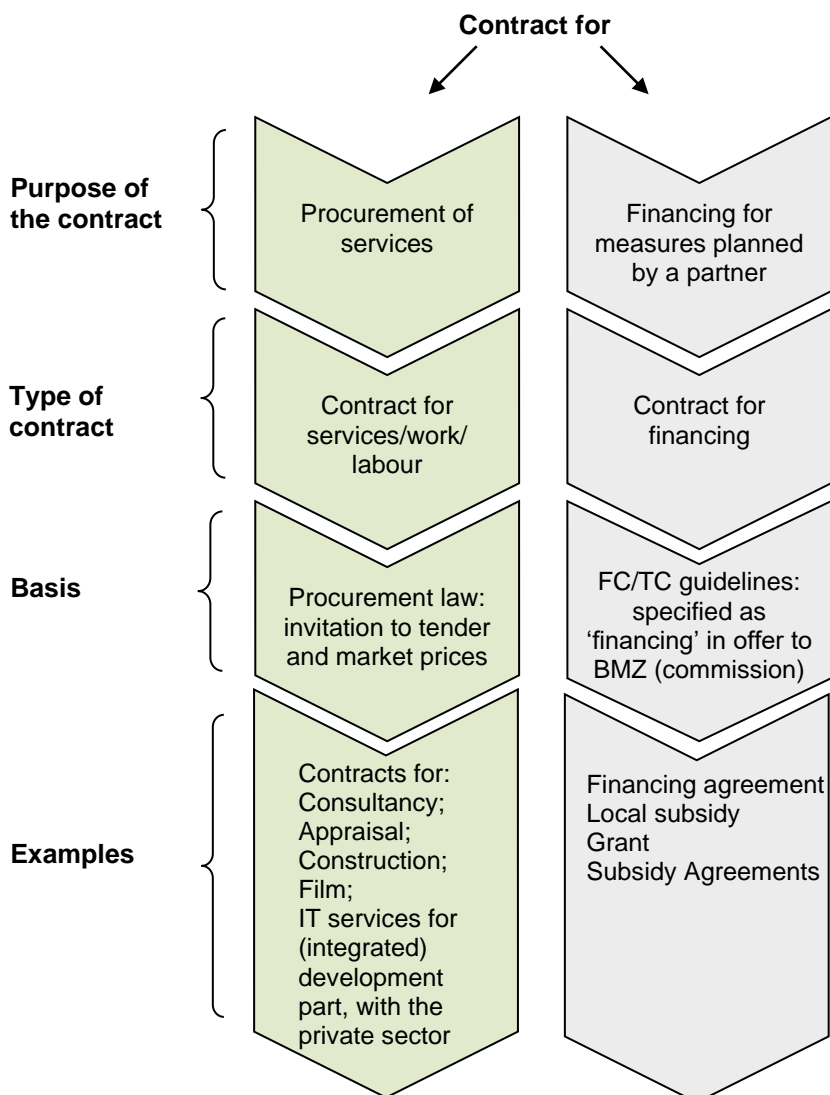 Contract for
Purpose of
the contract
Procurement of
services
Financing for
measures planned
by a partner
Type of
contract
Contract for
services/work/
labour
Contract for
financing
Basis
Procurement law:
invitation to tender
and market prices
FC/TC guidelines:
specified as
‘financing’ in offer to
BMZ (commission)
Examples
Contracts for:
Consultancy;
Appraisal;
Construction;
Film;
IT services for
(integrated)
development
part, with the
private sector
Financing agreement
Local subsidy
Grant
Subsidy Agreements